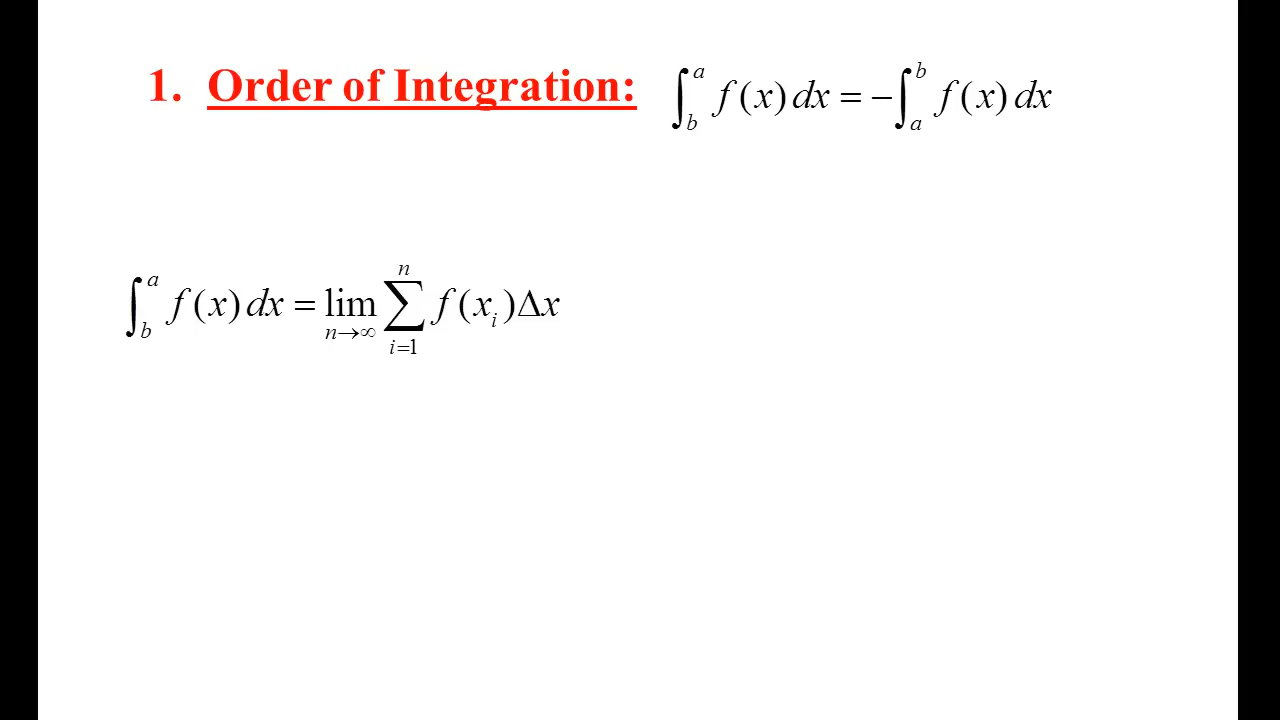 1. Order of Integration: ∫_b^a f(x) dx = −∫_a^b f(x) dx
∫_b^a f(x) dx = lim_{n→∞} ∑_{i=1}^n f(x_i)Δx